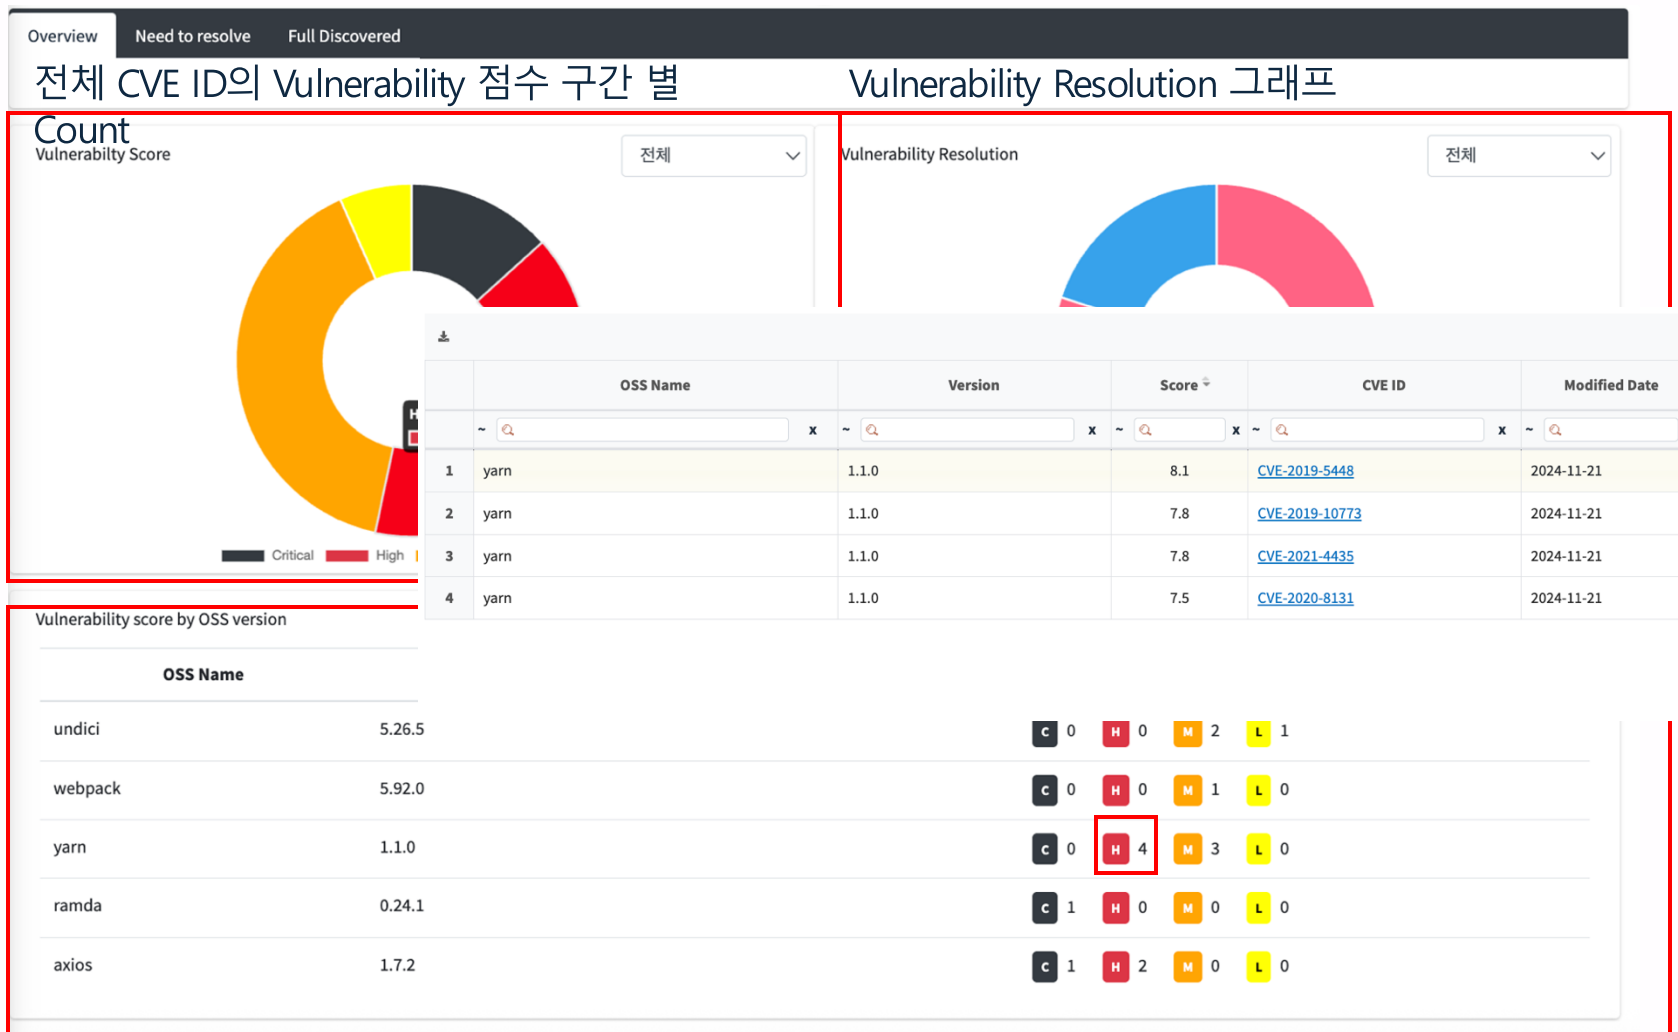 Overview Need to resolve Full Discovered
전체 CVE ID의 Vulnerability 점수 구간 별
Count
Vulnerability Resolution 그래프
Vulnerabilty Score 전체
Vulnerability Resolution 전체
H
Critical High
OSS Name Version Score CVE ID Modified Date
~ x ~ x ~ x ~ x ~
1 yarn 1.1.0 8.1 CVE-2019-5448 2024-11-21
2 yarn 1.1.0 7.8 CVE-2019-10773 2024-11-21
3 yarn 1.1.0 7.8 CVE-2021-4435 2024-11-21
4 yarn 1.1.0 7.5 CVE-2020-8131 2024-11-21
Vulnerability score by OSS version
OSS Name
undici 5.26.5 C 0 H 0 M 2 L 1
webpack 5.92.0 C 0 H 0 M 1 L 0
yarn 1.1.0 C 0 H 4 M 3 L 0
ramda 0.24.1 C 1 H 0 M 0 L 0
axios 1.7.2 C 1 H 2 M 0 L 0